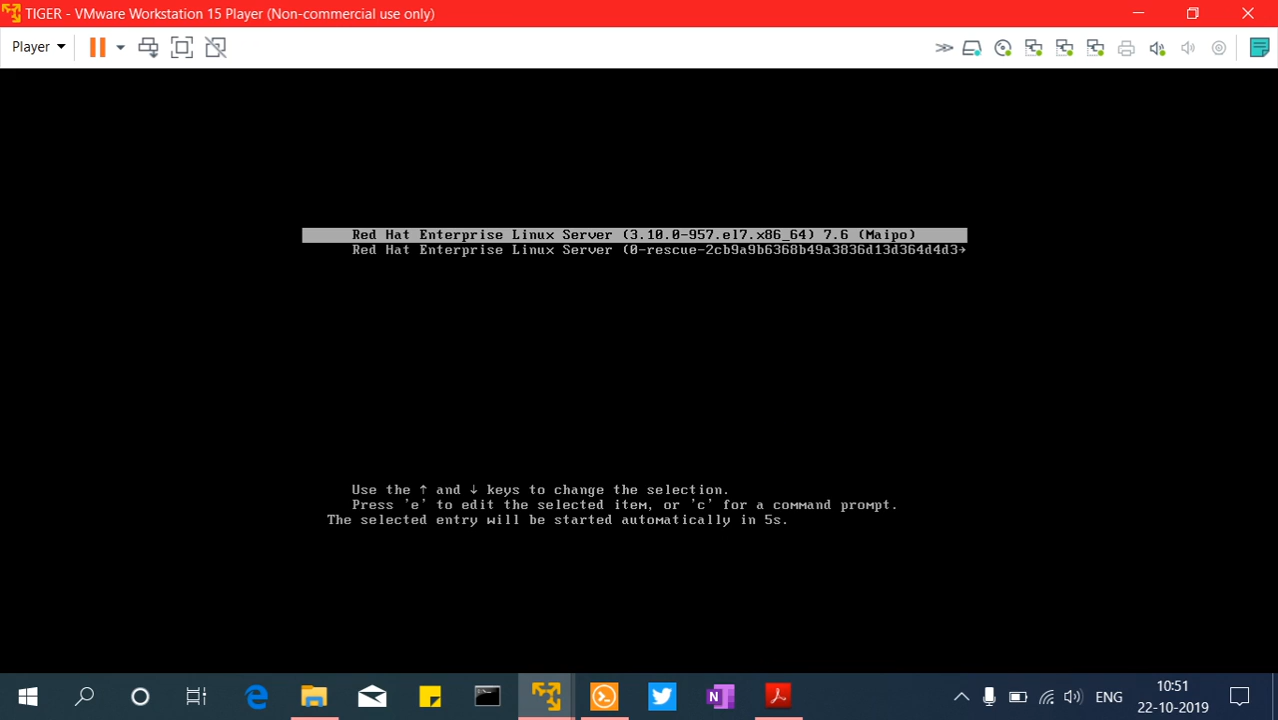 TIGER - VMware Workstation 15 Player (Non-commercial use only)
Player
Red Hat Enterprise Linux Server (3.10.0-957.el7.x86_64) 7.6 (Maipo)
Red Hat Enterprise Linux Server (0-rescue-2cb9a9b6368b49a3836d13d364d4d3→
Use the ↑ and ↓ keys to change the selection.
Press 'e' to edit the selected item, or 'c' for a command prompt.
The selected entry will be started automatically in 5s.
ENG
10:51
22-10-2019